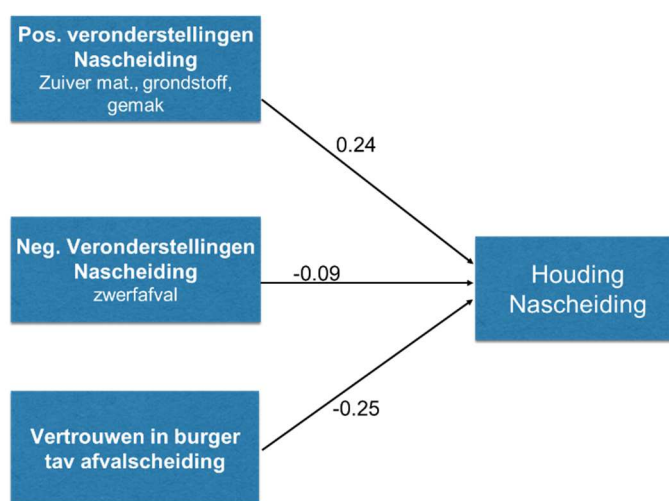 Pos. veronderstellingen
Nascheiding
Zuiver mat., grondstoff,
gemak
0.24
Neg. Veronderstellingen
Nascheiding
zwerfafval
-0.09
Houding
Nascheiding
-0.25
Vertrouwen in burger
tav afvalscheiding